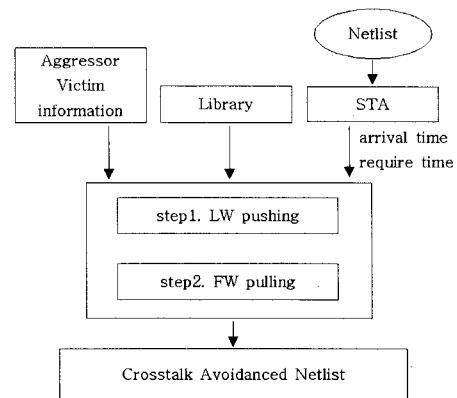 Netlist
Aggressor
Victim
information
Library
STA
arrival time
require time
step1. LW pushing
step2. FW pulling
Crosstalk Avoidanced Netlist